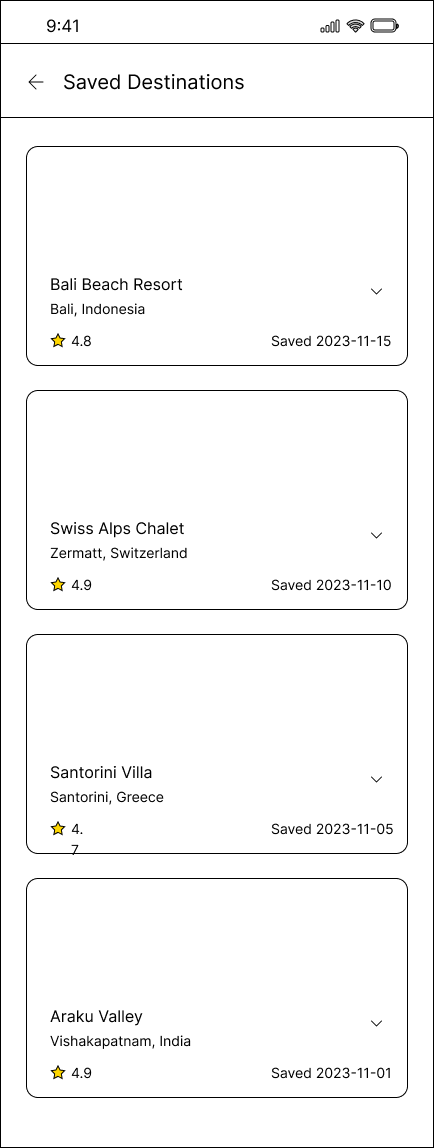 9:41
Saved Destinations
Bali Beach Resort
Bali, Indonesia
4.8 Saved 2023-11-15
Swiss Alps Chalet
Zermatt, Switzerland
4.9 Saved 2023-11-10
Santorini Villa
Santorini, Greece
4. Saved 2023-11-05
7
Araku Valley
Vishakapatnam, India
4.9 Saved 2023-11-01